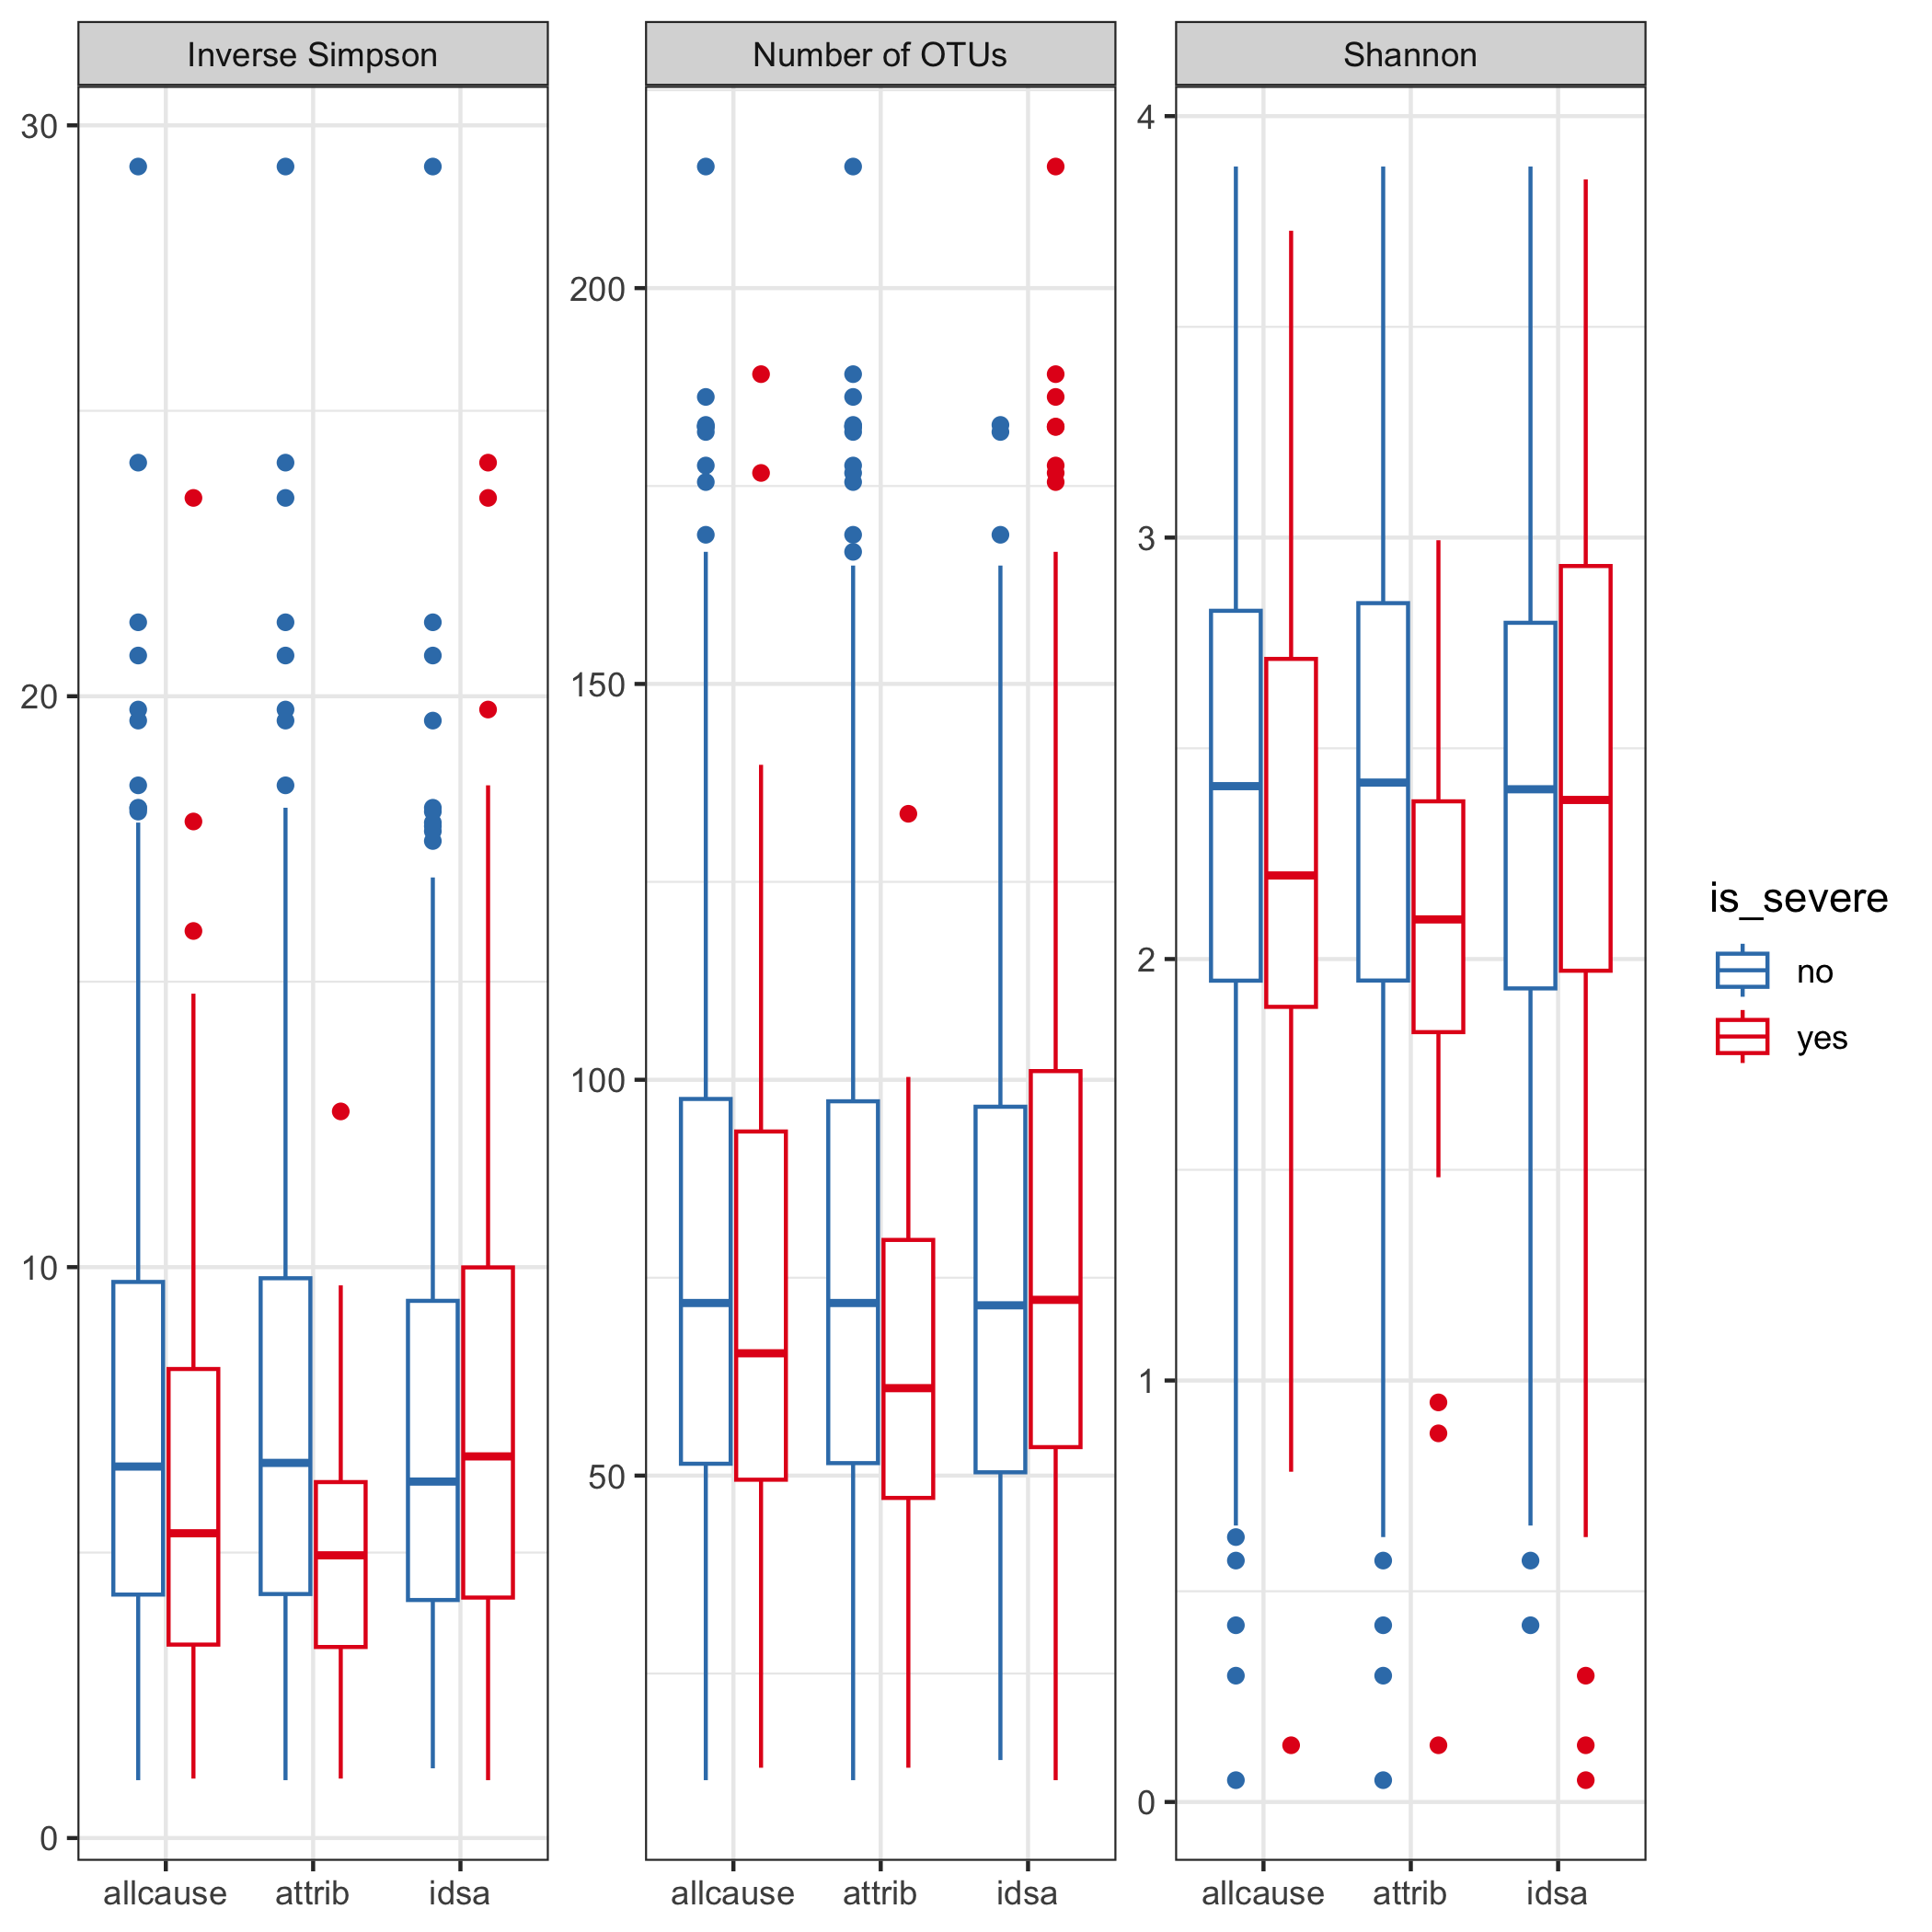 Inverse Simpson
Number of OTUs
Shannon
30
20
10
0
200
150
100
50
4
3
2
1
0
allcause
attrib
idsa
allcause
attrib
idsa
allcause
attrib
idsa
is_severe
no
yes